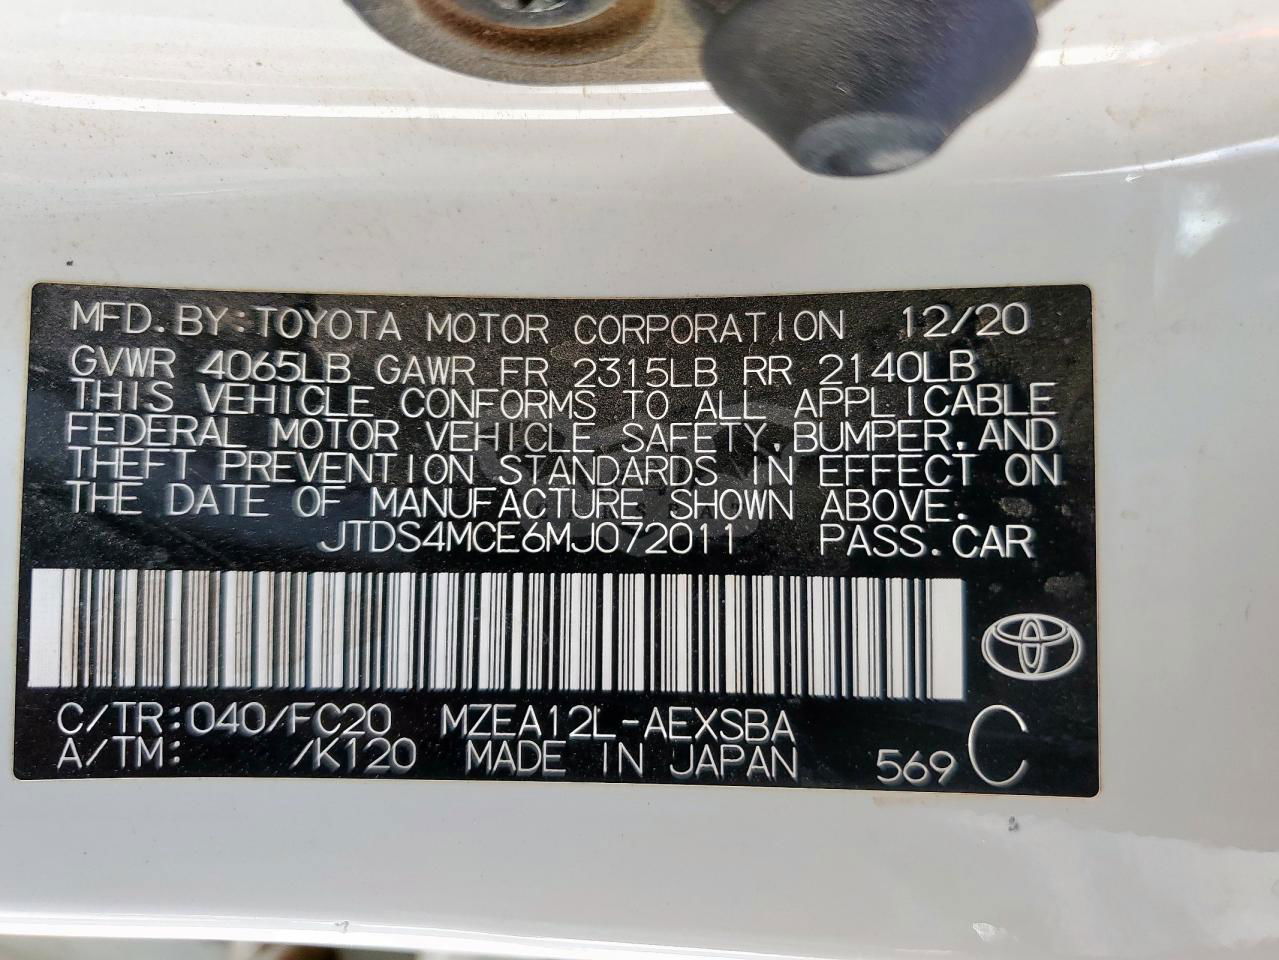 MFD.BY:TOYOTA MOTOR CORPORATION 12/20
GVWR 4065LB GAWR FR 2315LB RR 2140LB
THIS VEHICLE CONFORMS TO ALL APPLICABLE
FEDERAL MOTOR VEHICLE SAFETY,BUMPER,AND
THEFT PREVENTION STANDARDS IN EFFECT ON
THE DATE OF MANUFACTURE SHOWN ABOVE.
JTDS4MCE6MJ072011 PASS.CAR
C/TR:040/FC20 MZEA12L-AEXSBA
A/TM: /K120 MADE IN JAPAN 569 C